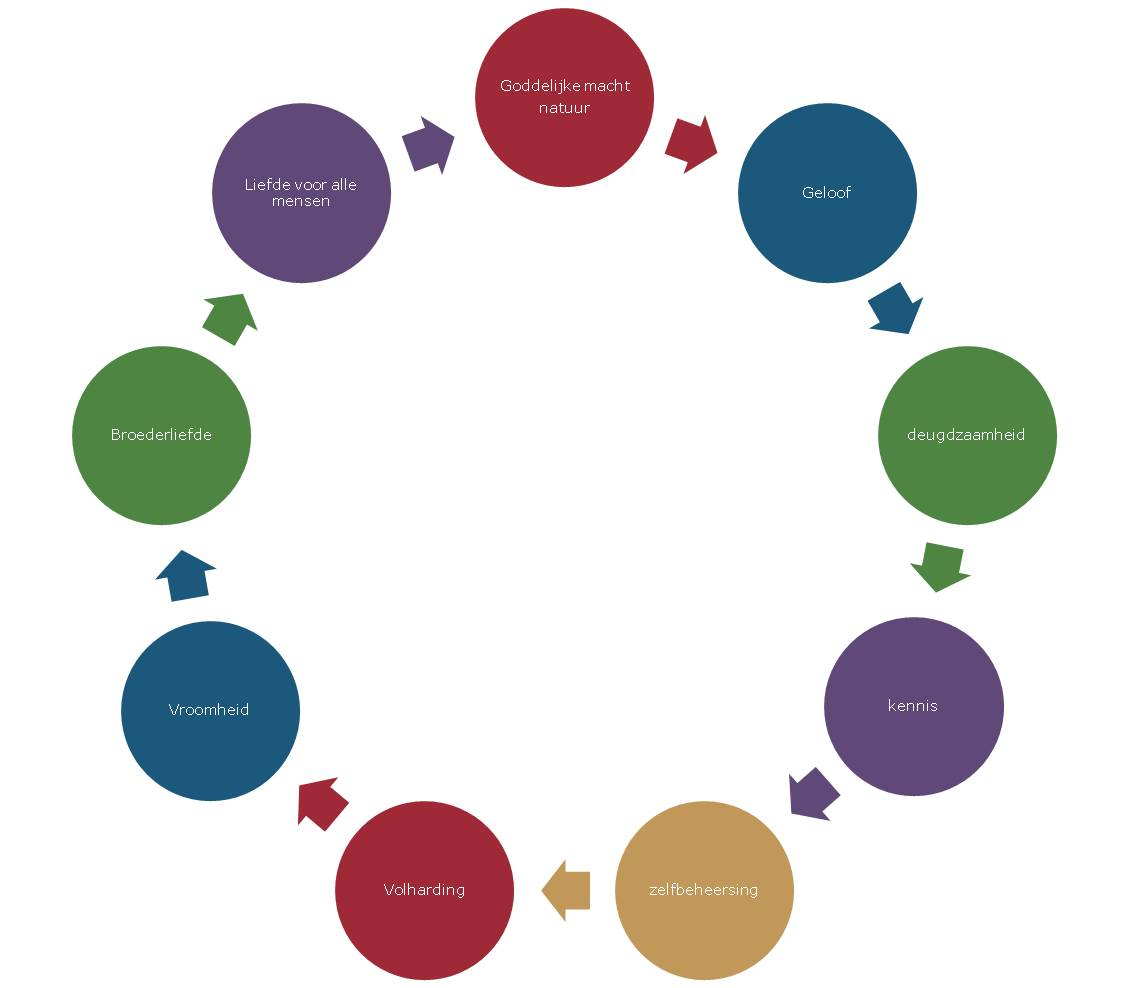 Goddelijke macht
natuur
Geloof
deugdzaamheid
kennis
zelfbeheersing
Volharding
Vroomheid
Broederliefde
Liefde voor alle
mensen